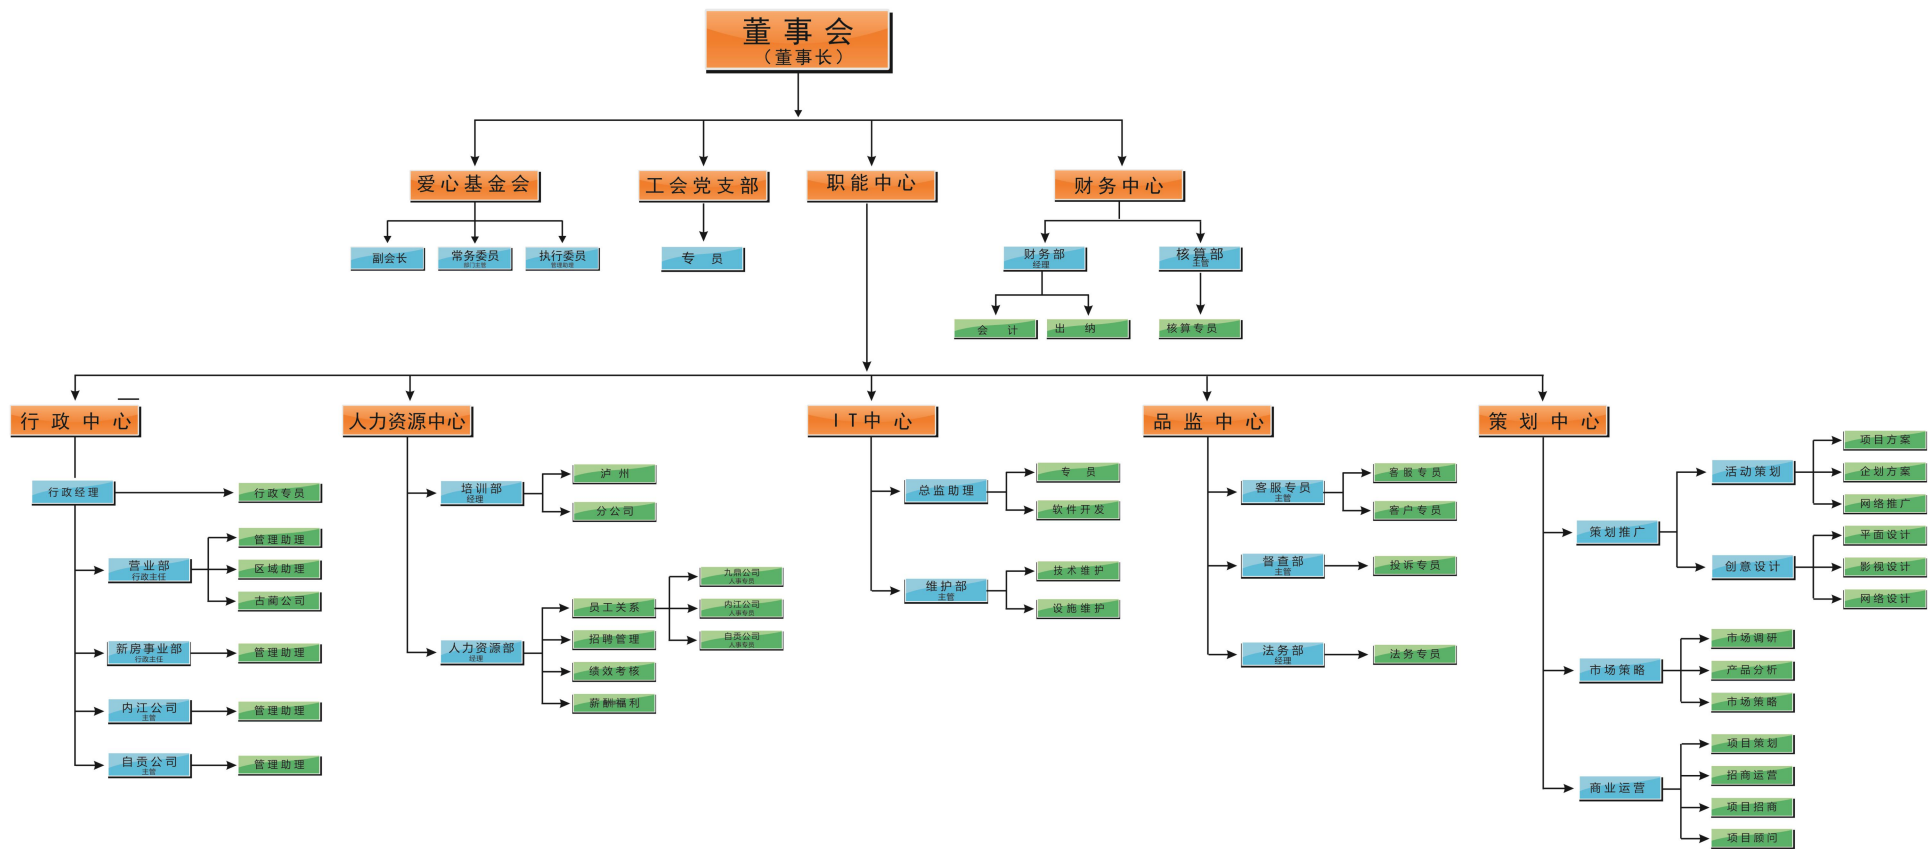 董事会
（董事长）
爱心基金会
工会党支部
职能中心
财务中心
副会长
常务委员
部门主管
执行委员
管理助理
专 员
财务部
经理
核算部
主管
会 计
出 纳
核算专员
行政中心
人力资源中心
IT中心
品监中心
策划中心
行政经理
行政专员
营业部
行政主任
管理助理
区域助理
古蔺公司
新房事业部
行政主任
管理助理
内江公司
主管
管理助理
自贡公司
主管
管理助理
培训部
经理
泸 州
分公司
人力资源部
经理
员工关系
招聘管理
绩效考核
薪酬福利
九鼎公司
人事专员
内江公司
人事专员
自贡公司
人事专员
总监助理
专 员
软件开发
维护部
主管
技术维护
设施维护
客服专员
主管
客服专员
客户专员
督查部
主管
投诉专员
法务部
经理
法务专员
策划推广
活动策划
项目方案
企划方案
网络推广
创意设计
平面设计
影视设计
网络设计
市场策略
市场调研
产品分析
市场策略
商业运营
项目策划
招商运营
项目招商
项目顾问